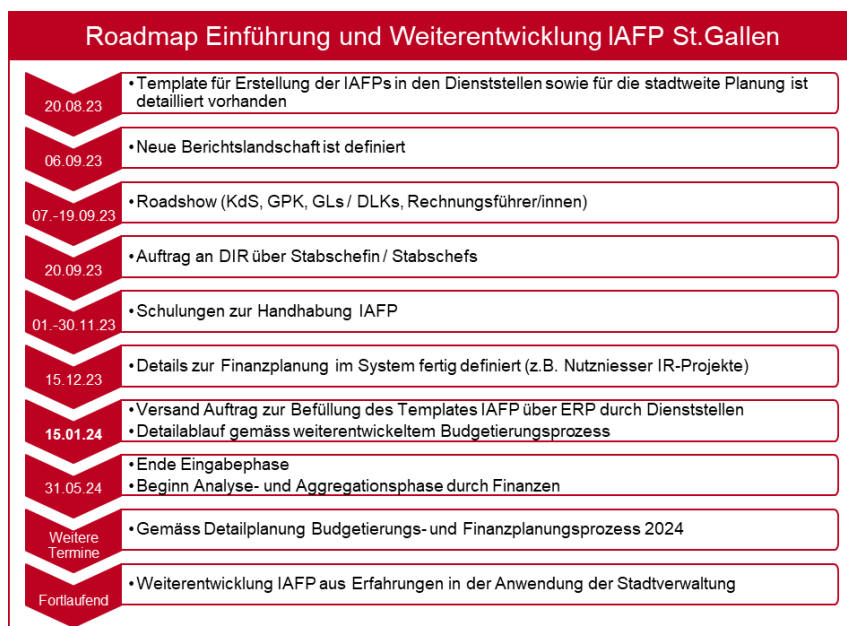 Roadmap Einführung und Weiterentwicklung IAFP St.Gallen
20.08.23
•Template für Erstellung der IAFPs in den Dienststellen sowie für die stadtweite Planung ist
detailliert vorhanden
06.09.23
•Neue Berichtslandschaft ist definiert
07.-19.09.23
•Roadshow (KdS, GPK, GLs / DLKs, Rechnungsführer/innen)
20.09.23
•Auftrag an DIR über Stabschefin / Stabschefs
01.-30.11.23
•Schulungen zur Handhabung IAFP
15.12.23
•Details zur Finanzplanung im System fertig definiert (z.B. Nutzniesser IR-Projekte)
15.01.24
•Versand Auftrag zur Befüllung des Templates IAFP über ERP durch Dienststellen
•Detailablauf gemäss weiterentwickeltem Budgetierungsprozess
31.05.24
•Ende Eingabephase
•Beginn Analyse- und Aggregationsphase durch Finanzen
Weitere
Termine
•Gemäss Detailplanung Budgetierungs- und Finanzplanungsprozess 2024
Fortlaufend
•Weiterentwicklung IAFP aus Erfahrungen in der Anwendung der Stadtverwaltung